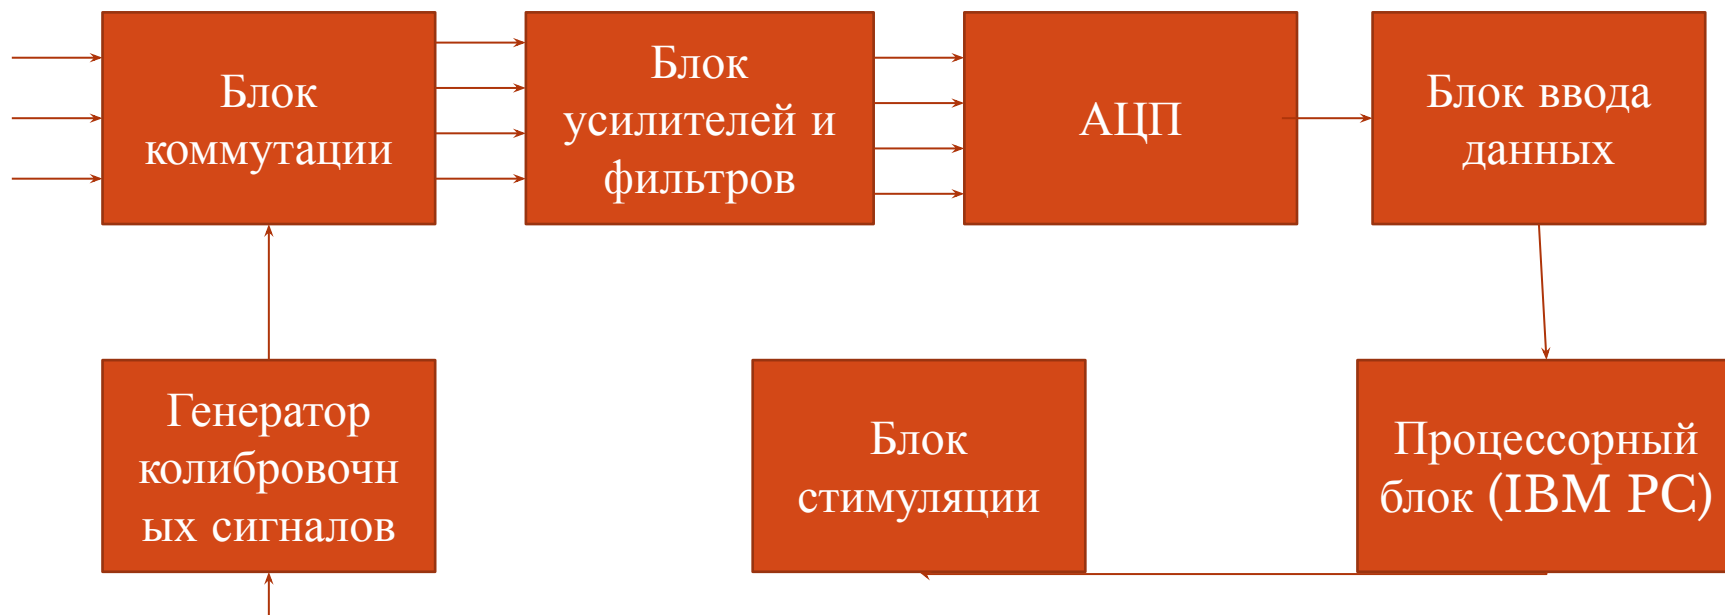 Блок
коммутации
Блок
усилителей и
фильтров
АЦП
Блок ввода
данных
Генератор
колибровочн
ых сигналов
Блок
стимуляции
Процессорный
блок (IBM PC)